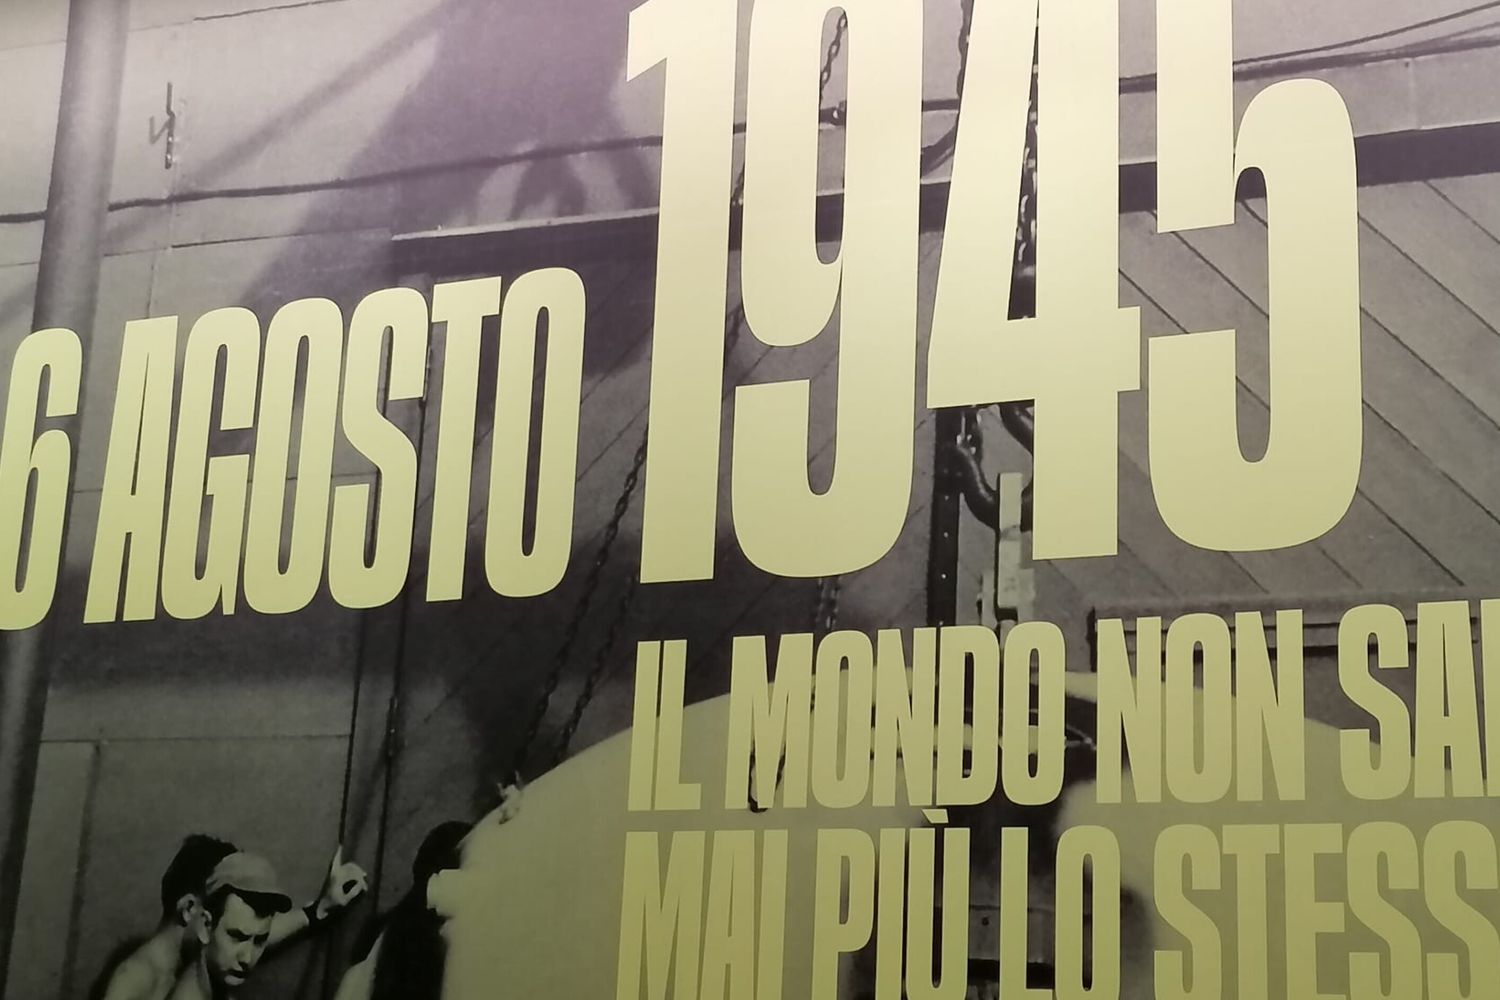 6 AGOSTO 1945
IL MONDO NON SA
MAI PIÙ LO STESS